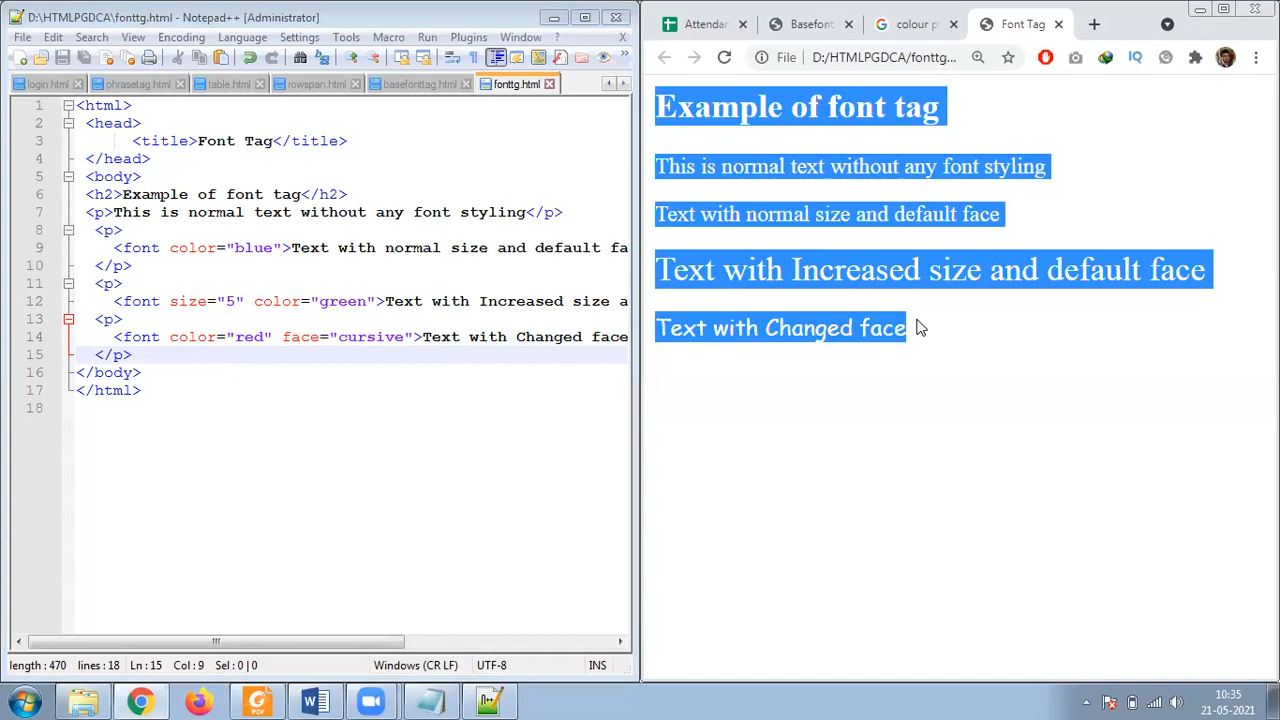 D:\HTMLPGDCA\fonttg.html - Notepad++ [Administrator]
File Edit Search View Encoding Language Settings Tools Macro Run Plugins Window ? X
login.html phrasetag.html table.html rowspan.html basefonttag.html fonttg.html
1 <html>
2 <head>
3 <title>Font Tag</title>
4 </head>
5 <body>
6 <h2>Example of font tag</h2>
7 <p>This is normal text without any font styling</p>
8 <p>
9 <font color="blue">Text with normal size and default fa
10 </p>
11 <p>
12 <font size="5" color="green">Text with Increased size a
13 <p>
14 <font color="red" face="cursive">Text with Changed face
15 </p>
16 </body>
17 </html>
18
length : 470 lines : 18 Ln : 15 Col : 9 Sel : 0 | 0 Windows (CR LF) UTF-8 INS
Attendar Basefont colour p Font Tag
File D:/HTMLPGDCA/fonttg...
Example of font tag
This is normal text without any font styling
Text with normal size and default face
Text with Increased size and default face
Text with Changed face
10:35
21-05-2021